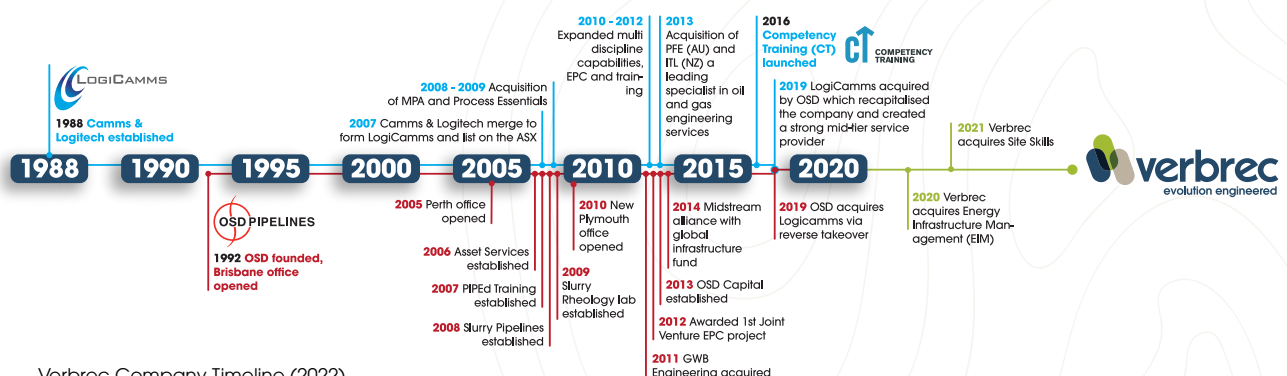 LOGICAMMS
1988 Camms &
Logitech established
2008 - 2009 Acquisition
of MPA and Process Essentials
2007 Camms & Logitech merge to
form LogiCamms and list on the ASX
2010 - 2012
Expanded multi
discipline
capabilities,
EPC and train-
ing
2013
Acquisition of
PFE (AU) and
ITL (NZ) a
leading
specialist in oil
and gas
engineering
services
2016
Competency
Training (CT)
launched
CT COMPETENCY
TRAINING
2019 LogiCamms acquired
by OSD which recapitalised
the company and created
a strong mid-tier service
provider
2021 Verbrec
acquires Site Skills
1988
1990
1995
2000
2005
2010
2015
2020
verbrec
evolution engineered
OSD PIPELINES
1992 OSD founded,
Brisbane office
opened
2005 Perth office
opened
2006 Asset Services
established
2007 PIPEd Training
established
2008 Slurry Pipelines
established
2010 New
Plymouth
office
opened
2009
Slurry
Rheology lab
established
2014 Midstream
alliance with
global
infrastructure
fund
2013 OSD Capital
established
2012 Awarded 1st Joint
Venture EPC project
2011 GWB
Engineering acquired
2019 OSD acquires
Logicamms via
reverse takeover
2020 Verbrec
acquires Energy
Infrastructure Man-
agement (EIM)
Verbrec Company Timeline (2022)